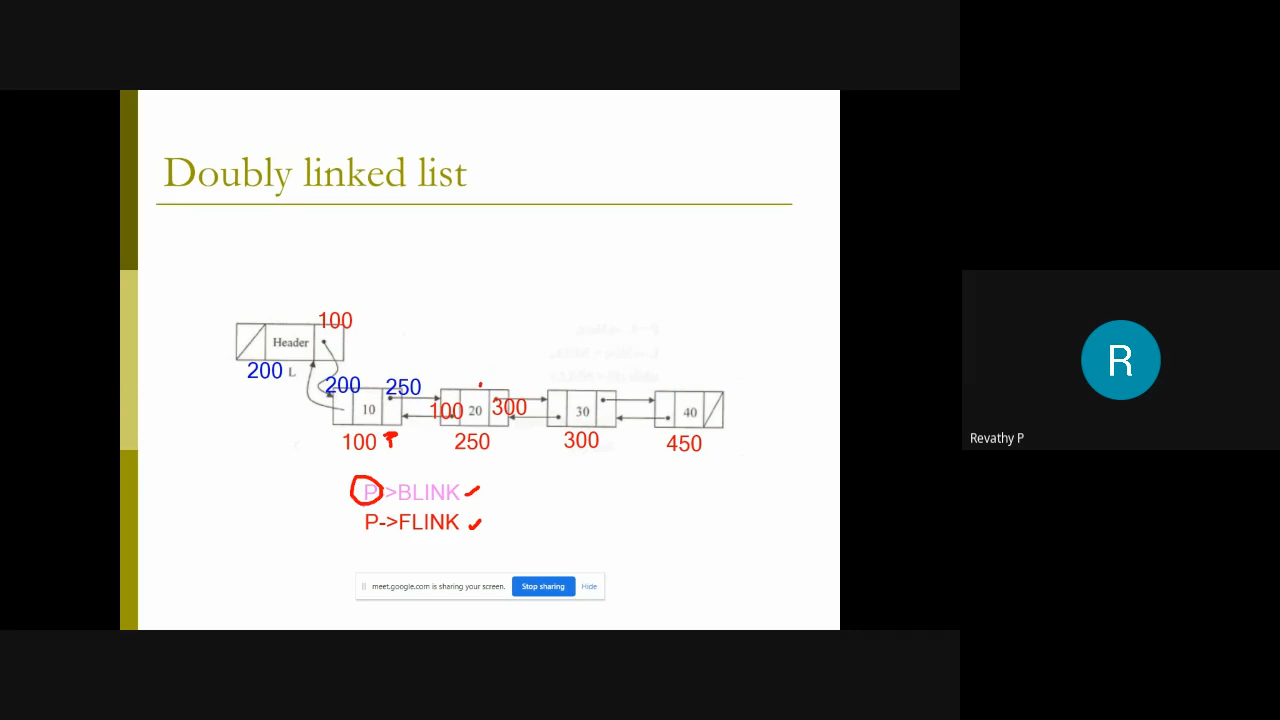 Doubly linked list
100
Header
200 L
200 250
10 100 20 300 30 40
100 P 250 300 450
P->BLINK
P->FLINK
meet.google.com is sharing your screen. Stop sharing Hide
R
Revathy P